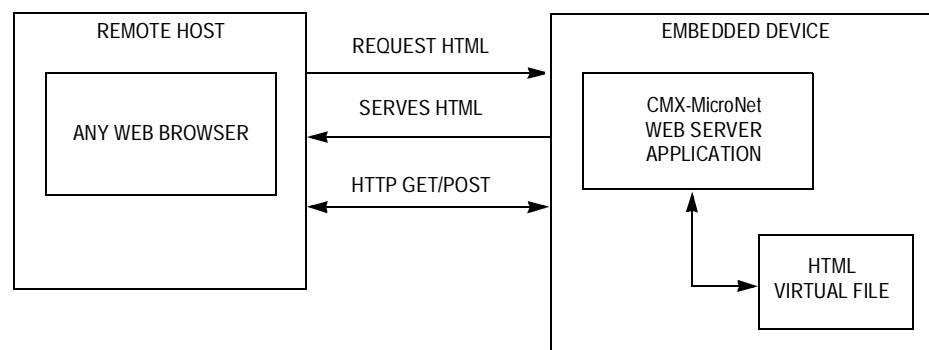 REMOTE HOST
ANY WEB BROWSER
REQUEST HTML
SERVES HTML
HTTP GET/POST
EMBEDDED DEVICE
CMX-MicroNet
WEB SERVER
APPLICATION
HTML
VIRTUAL FILE